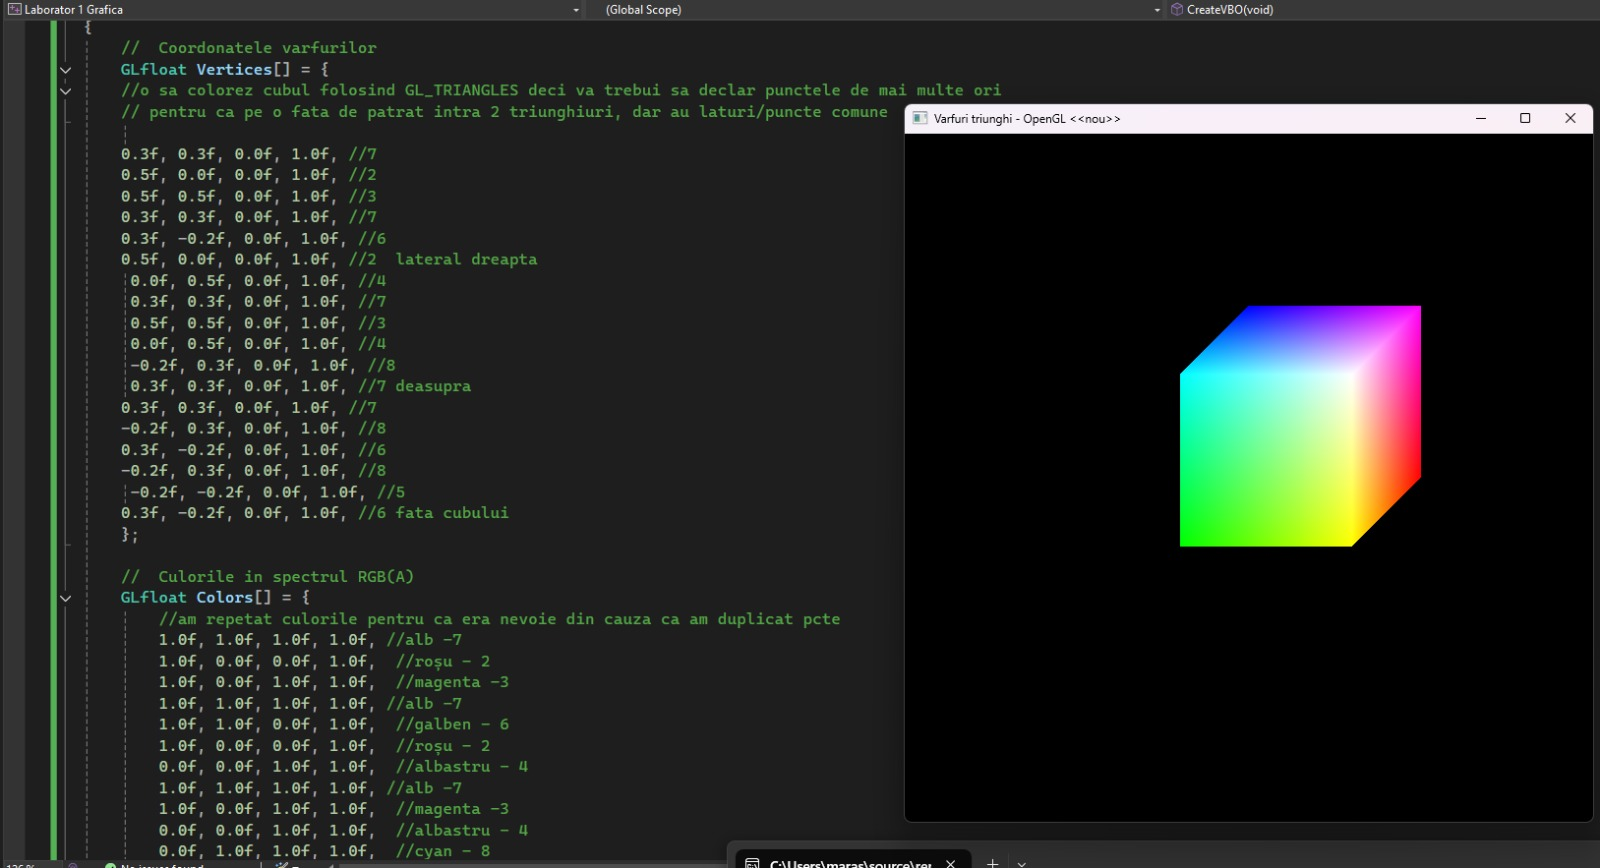 Laborator 1 Grafica
(Global Scope)
CreateVBO(void)
{
// Coordonatele varfurilor
GLfloat Vertices[] = {
//o sa colorez cubul folosind GL_TRIANGLES deci va trebui sa declar punctele de mai multe ori
// pentru ca pe o fata de patrat intra 2 triunghiuri, dar au laturi/puncte comune
0.3f, 0.3f, 0.0f, 1.0f, //7
0.5f, 0.0f, 0.0f, 1.0f, //2
0.5f, 0.5f, 0.0f, 1.0f, //3
0.3f, 0.3f, 0.0f, 1.0f, //7
0.3f, -0.2f, 0.0f, 1.0f, //6
0.5f, 0.0f, 0.0f, 1.0f, //2  lateral dreapta
0.0f, 0.5f, 0.0f, 1.0f, //4
0.3f, 0.3f, 0.0f, 1.0f, //7
0.5f, 0.5f, 0.0f, 1.0f, //3
0.0f, 0.5f, 0.0f, 1.0f, //4
-0.2f, 0.3f, 0.0f, 1.0f, //8
0.3f, 0.3f, 0.0f, 1.0f, //7 deasupra
0.3f, 0.3f, 0.0f, 1.0f, //7
-0.2f, 0.3f, 0.0f, 1.0f, //8
0.3f, -0.2f, 0.0f, 1.0f, //6
-0.2f, 0.3f, 0.0f, 1.0f, //8
-0.2f, -0.2f, 0.0f, 1.0f, //5
0.3f, -0.2f, 0.0f, 1.0f, //6 fata cubului
};
// Culorile in spectrul RGB(A)
GLfloat Colors[] = {
//am repetat culorile pentru ca era nevoie din cauza ca am duplicat pcte
1.0f, 1.0f, 1.0f, 1.0f, //alb -7
1.0f, 0.0f, 0.0f, 1.0f, //roșu - 2
1.0f, 0.0f, 1.0f, 1.0f, //magenta -3
1.0f, 1.0f, 1.0f, 1.0f, //alb -7
1.0f, 1.0f, 0.0f, 1.0f, //galben - 6
1.0f, 0.0f, 0.0f, 1.0f, //roșu - 2
0.0f, 0.0f, 1.0f, 1.0f, //albastru - 4
1.0f, 1.0f, 1.0f, 1.0f, //alb -7
1.0f, 0.0f, 1.0f, 1.0f, //magenta -3
0.0f, 0.0f, 1.0f, 1.0f, //albastru - 4
0.0f, 1.0f, 1.0f, 1.0f, //cyan - 8
Varfuri triunghi - OpenGL <<nou>>
C:\Users\maras\source\re